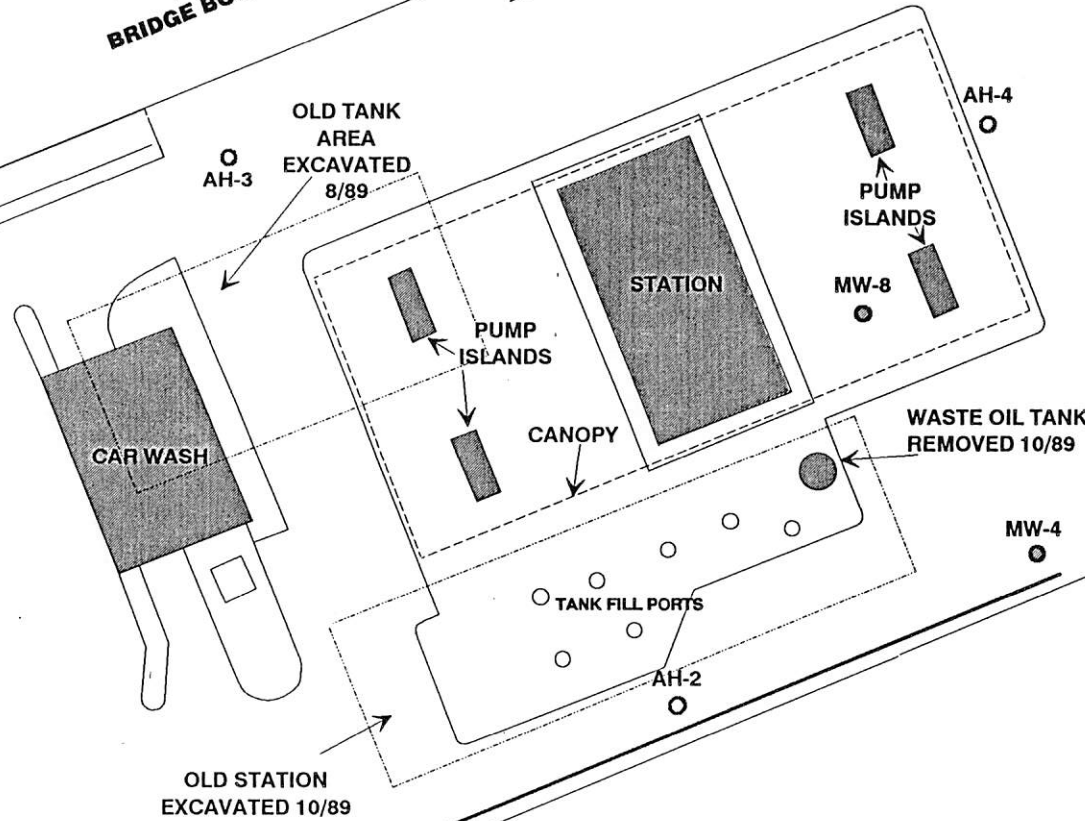 BRIDGE
OLD TANK
AREA
EXCAVATED
8/89
AH-3
AH-4
PUMP
ISLANDS
MW-8
STATION
PUMP
ISLANDS
CAR WASH
CANOPY
WASTE OIL TANK
REMOVED 10/89
MW-4
TANK FILL PORTS
AH-2
OLD STATION
EXCAVATED 10/89